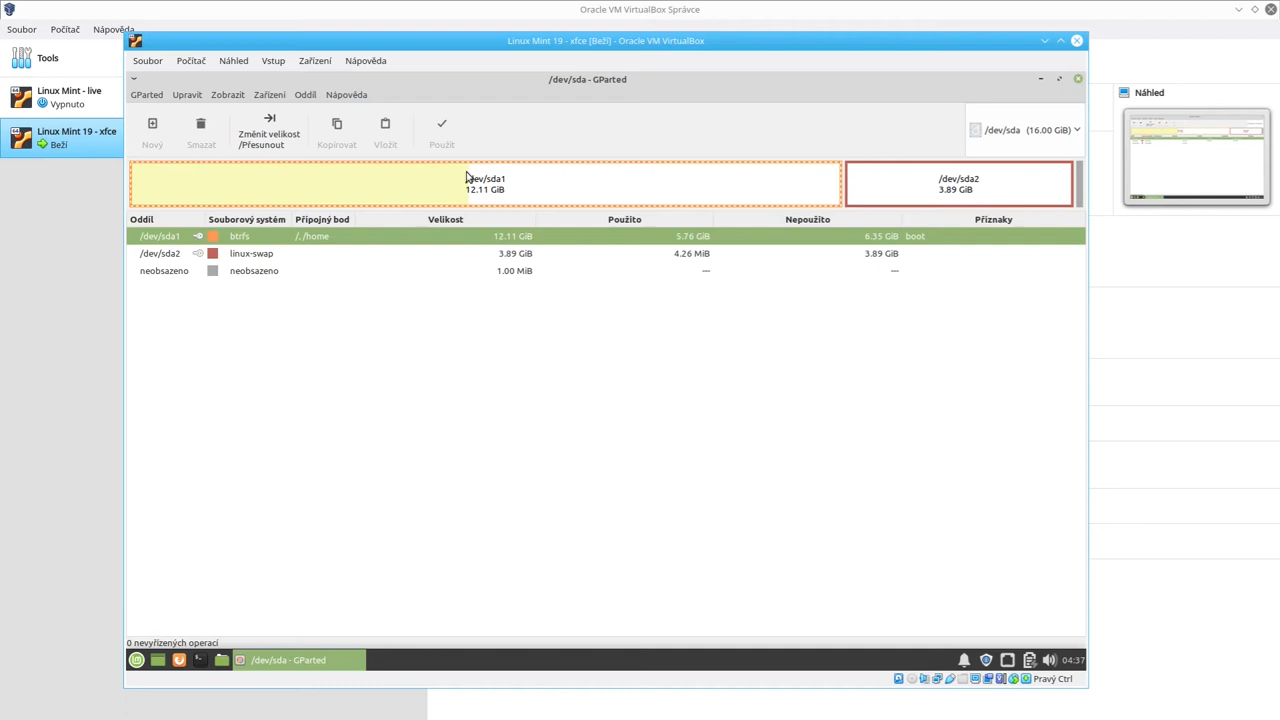 Oracle VM VirtualBox Správce
Soubor Počítač Nápověda
Tools
Linux Mint - live
Vypnuto
Linux Mint 19 - xfce
Beží
Náhled
Linux Mint 19 - xfce [Beží] - Oracle VM VirtualBox
Soubor Počítač Náhled Vstup Zařízení Nápověda
/dev/sda - GParted
GParted Upravit Zobrazit Zařízení Oddíl Nápověda
Nový Smazat Změnit velikost
/Přesunout Kopírovat Vložit Použít
/dev/sda (16.00 GiB)
/dev/sda1
12.11 GiB
/dev/sda2
3.89 GiB
Oddíl Souborový systém Přípojný bod Velikost Použito Nepoužito Příznaky
/dev/sda1 btrfs /, /home 12.11 GiB 5.76 GiB 6.35 GiB boot
/dev/sda2 linux-swap 3.89 GiB 4.26 MiB 3.89 GiB
neobsazeno neobsazeno 1.00 MiB --- ---
0 nevyřízených operací
/dev/sda - GParted
04:37
Pravý Ctrl